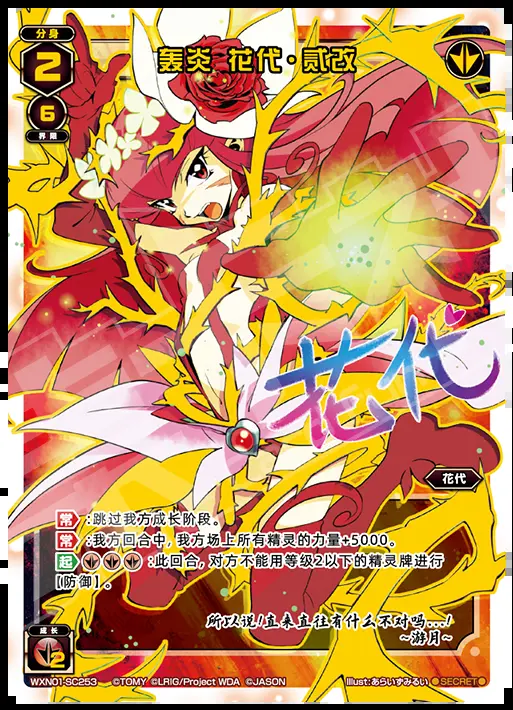 分身
轰炎 花代·贰改
2
6
界限
花代
花代
常:跳过我方成长阶段。
常:我方回合中,我方场上所有精灵的力量+5000。
起 :此回合,对方不能用等级2以下的精灵牌进行
【防御】。
所以说!直来直往有什么不对吗...!
~游月~
成长
2
WXN01-SC253 ©TOMY ©LRIG/Project WDA ©JASON Illust:あらいずみるい SECRET